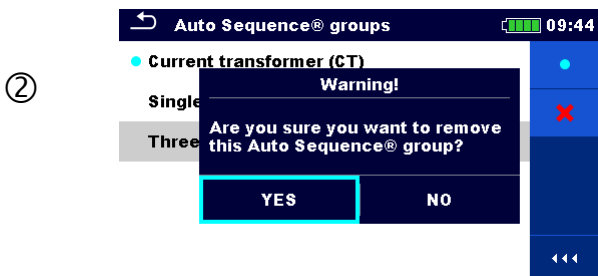 ②
Auto Sequence® groups 09:44
Current transformer (CT)
Single
Three
Warning!
Are you sure you want to remove
this Auto Sequence® group?
YES NO